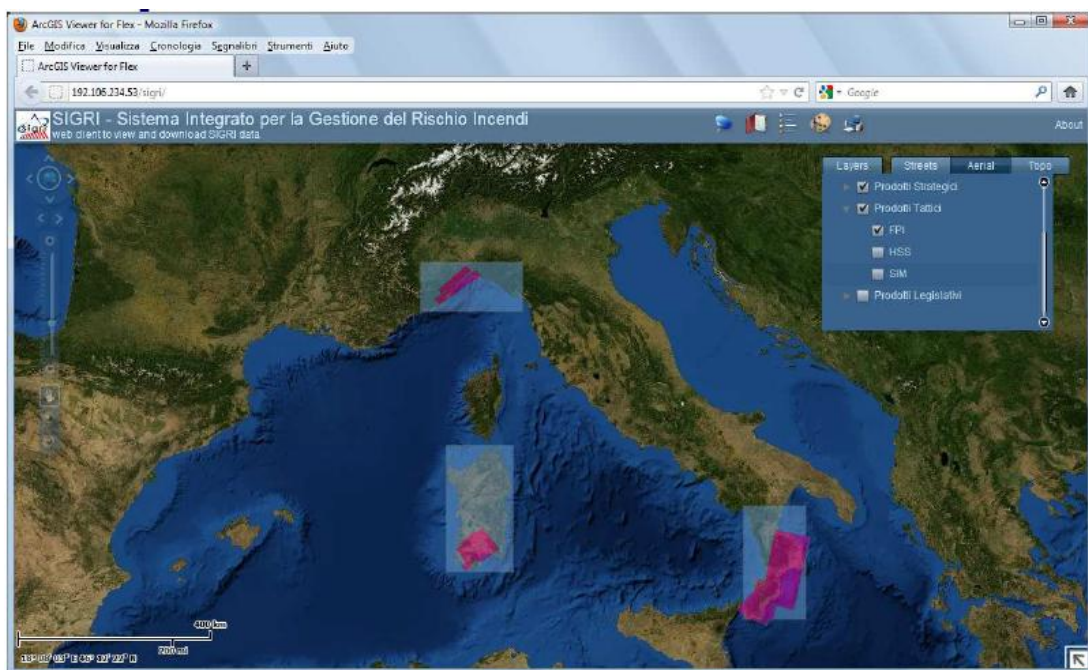 ArcGIS Viewer for Flex - Mozilla Firefox
File Modifica Visualizza Cronologia Segnalibri Strumenti Aiuto
ArcGIS Viewer for Flex
192.106.234.53/sigri/
Google
SIGRI - Sistema Integrato per la Gestione del Rischio Incendi
web client to view and download SIGRI data
About
Layers Streets Aerial Topo
Prodotti Strategici
Prodotti Tattici
FPI
HSS
SIM
Prodotti Legislativi
400 km
200 mi